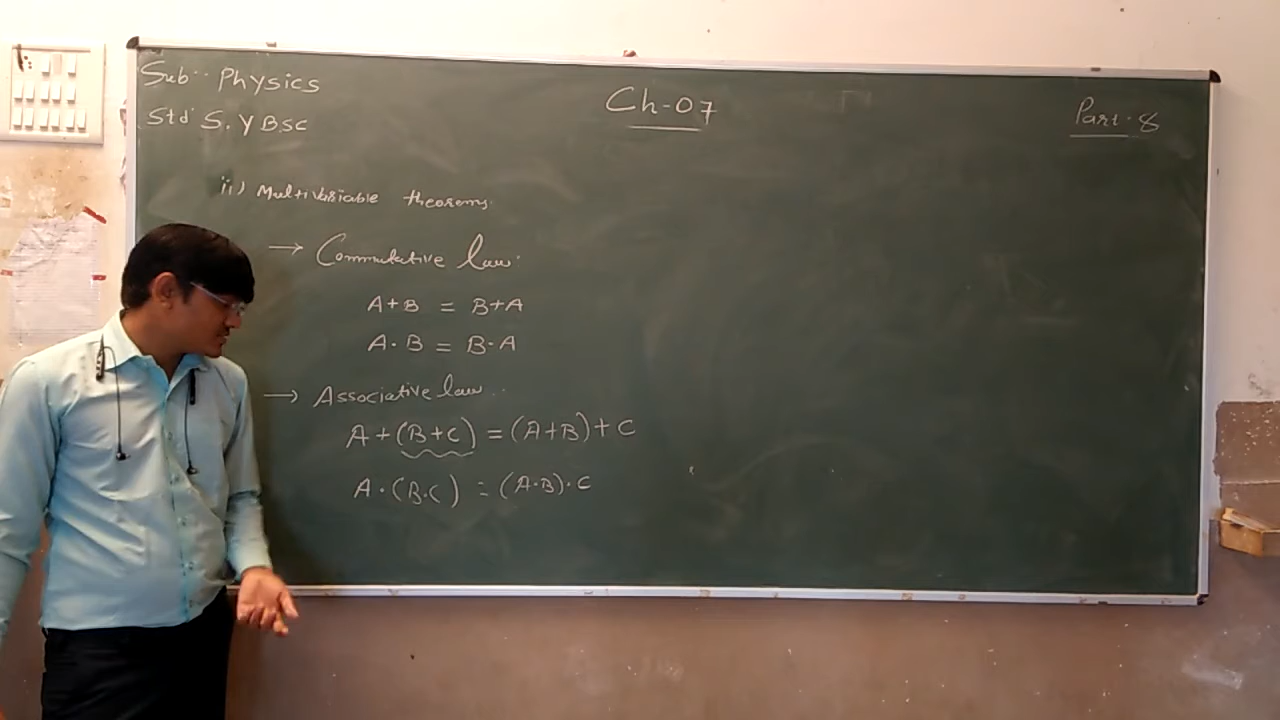 Sub:- Physics
Std S.Y BSC
Ch-07
Part-8
ii) Multivariable theorems.
→ Commutative law.
A+B = B+A
A·B = B·A
→ Associative law.
A+(B+C) = (A+B)+C
A·(B·C) = (A·B)·C